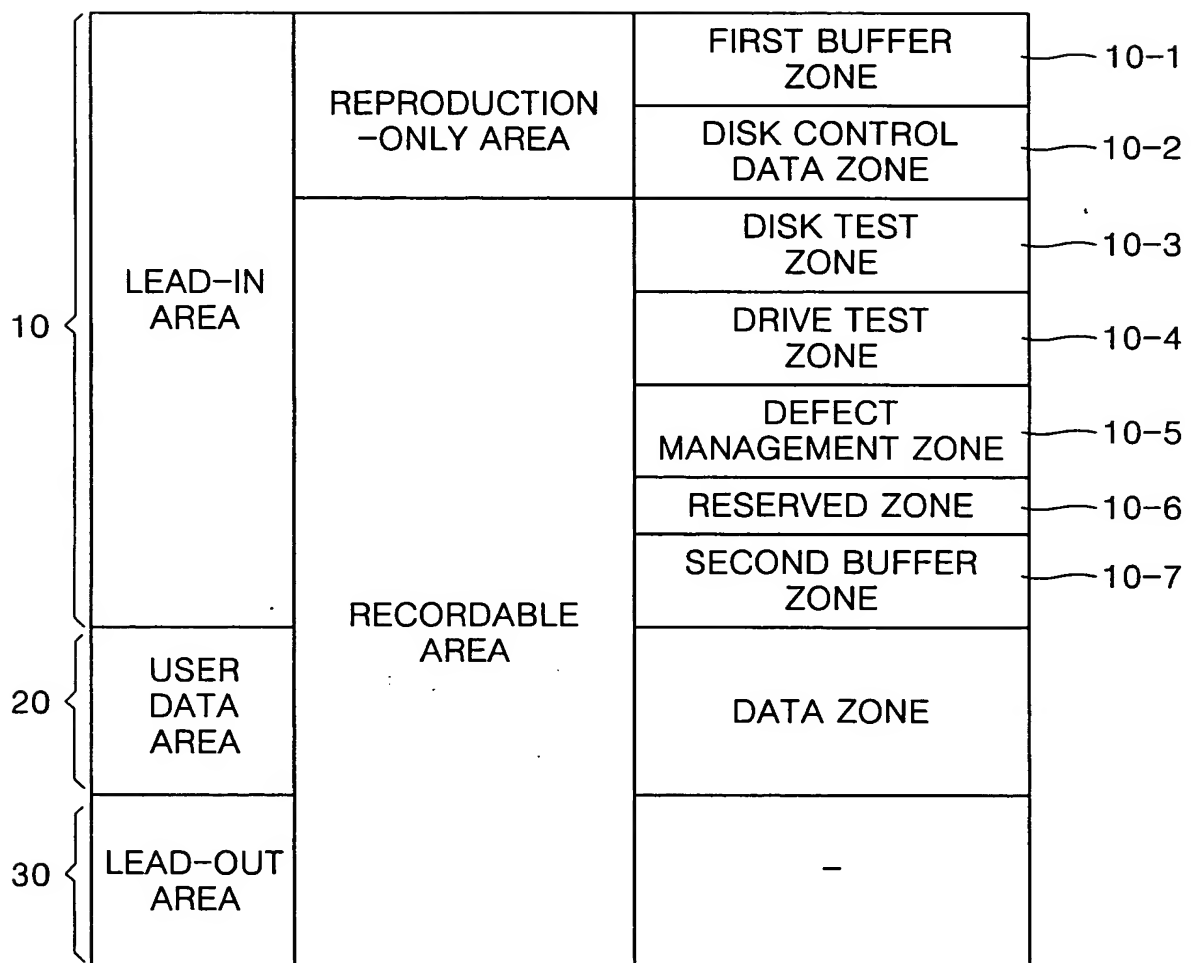 FIRST BUFFER
ZONE
10-1
REPRODUCTION
-ONLY AREA
DISK CONTROL
DATA ZONE
10-2
DISK TEST
ZONE
10-3
LEAD-IN
AREA
10
DRIVE TEST
ZONE
10-4
DEFECT
MANAGEMENT ZONE
10-5
RESERVED ZONE
10-6
SECOND BUFFER
ZONE
10-7
RECORDABLE
AREA
20
USER
DATA
AREA
DATA ZONE
30
LEAD-OUT
AREA
-